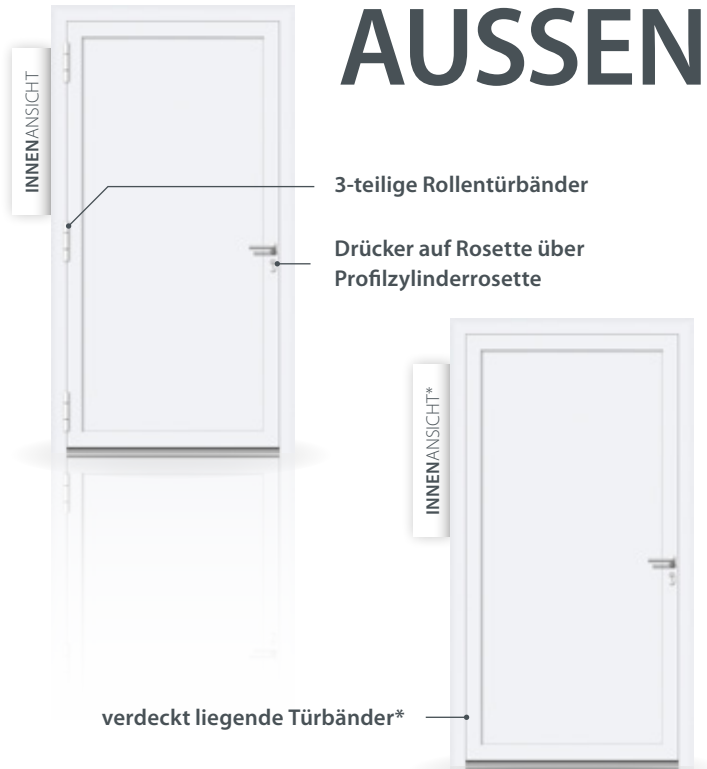 AUSSEN
INNENANSICHT
3-teilige Rollentürbänder
Drücker auf Rosette über
Profilzylinderrosette
INNENANSICHT*
verdeckt liegende Türbänder*